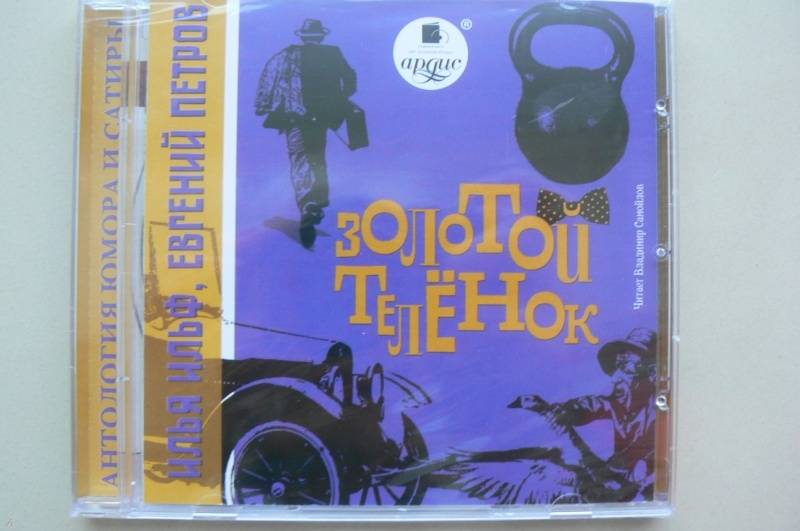 АНТОЛОГИЯ ЮМОРА И САТИРЫ
ИЛЬЯ ИЛЬФ, ЕВГЕНИЙ ПЕТРОВ
ардис
®
ЗОЛОТОЙ
ТЕЛЁНОК
Читает Владимир Самойлов